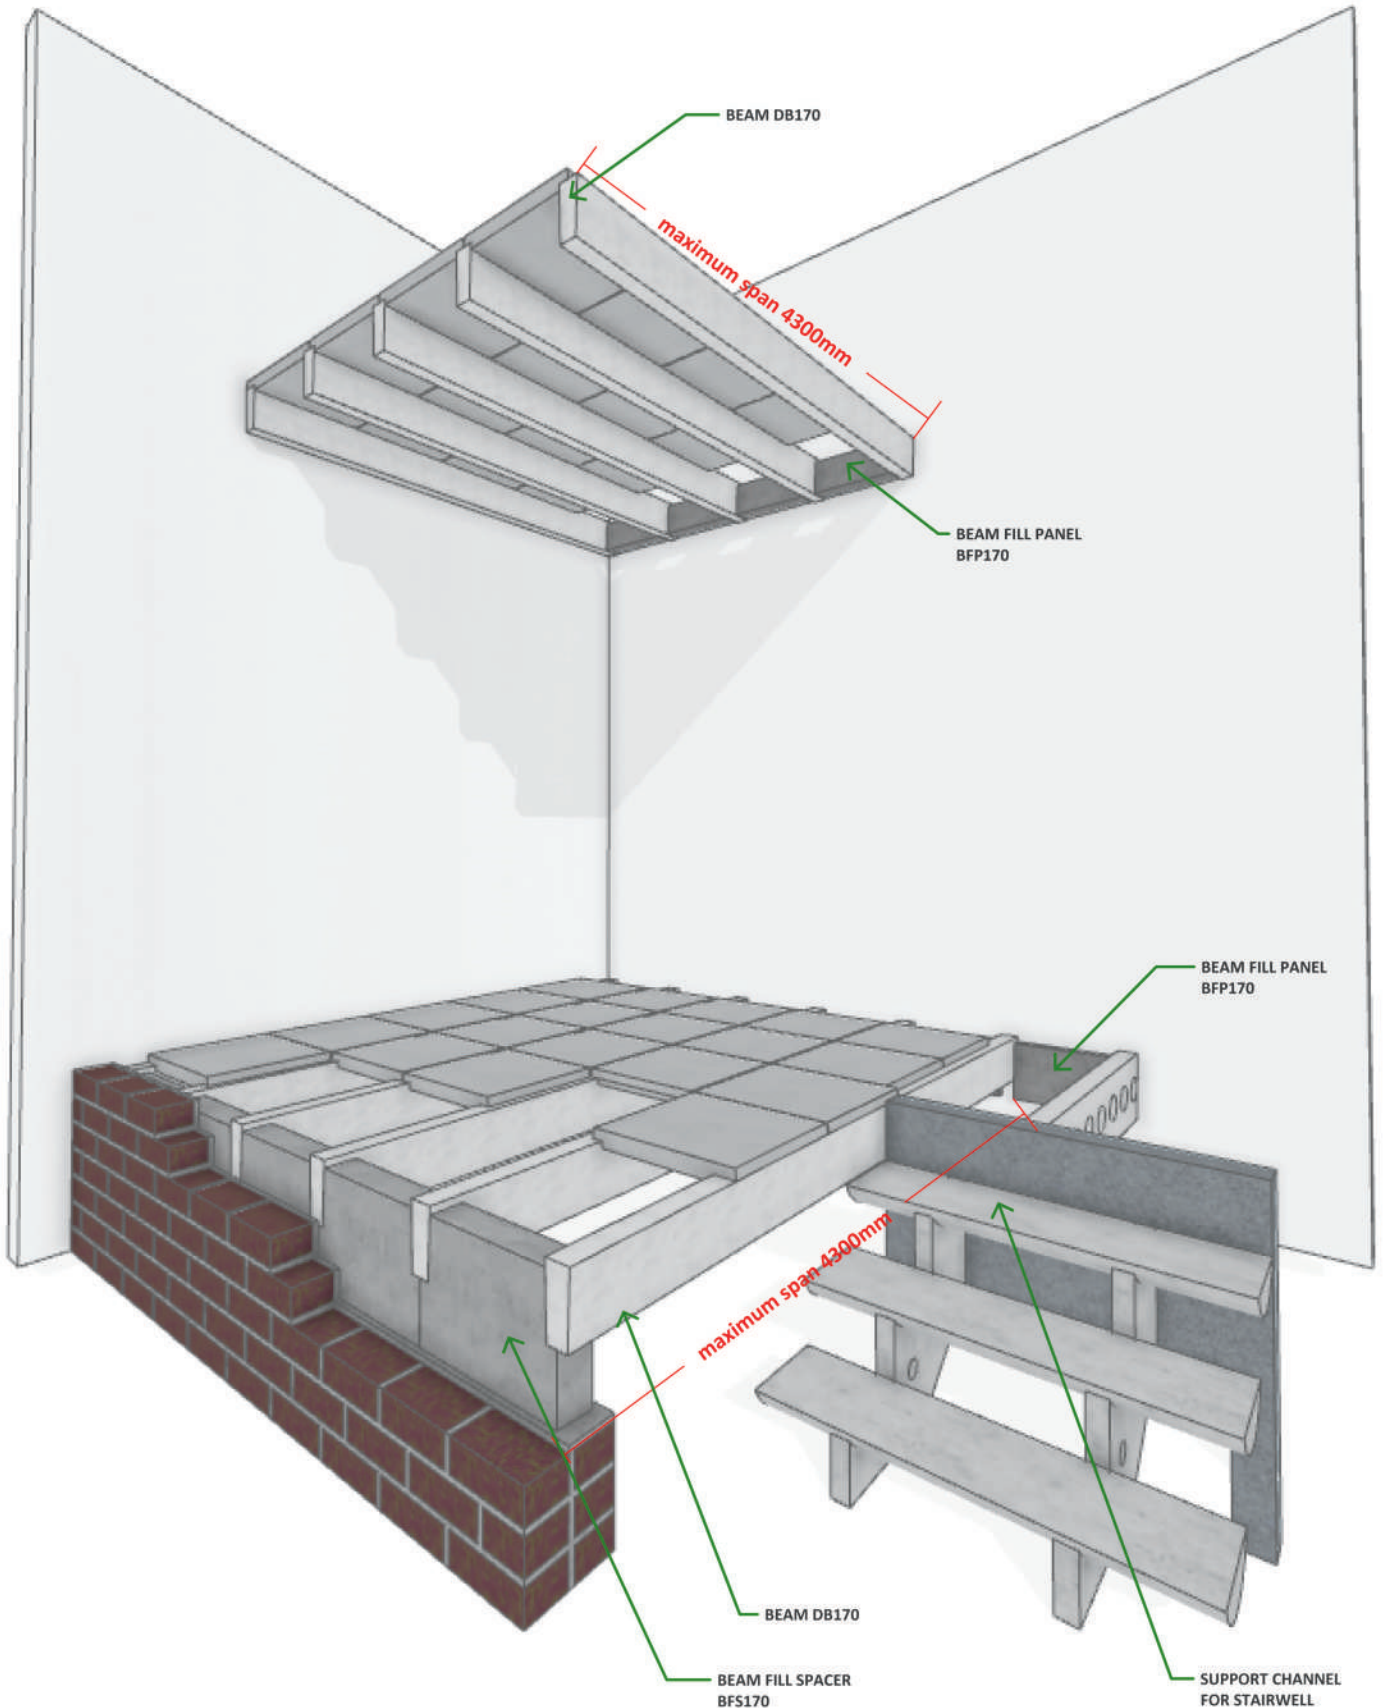 BEAM DB170
maximum span 4300mm
BEAM FILL PANEL
BFP170
BEAM FILL PANEL
BFP170
maximum span 4300mm
BEAM DB170
BEAM FILL SPACER
BFS170
SUPPORT CHANNEL
FOR STAIRWELL